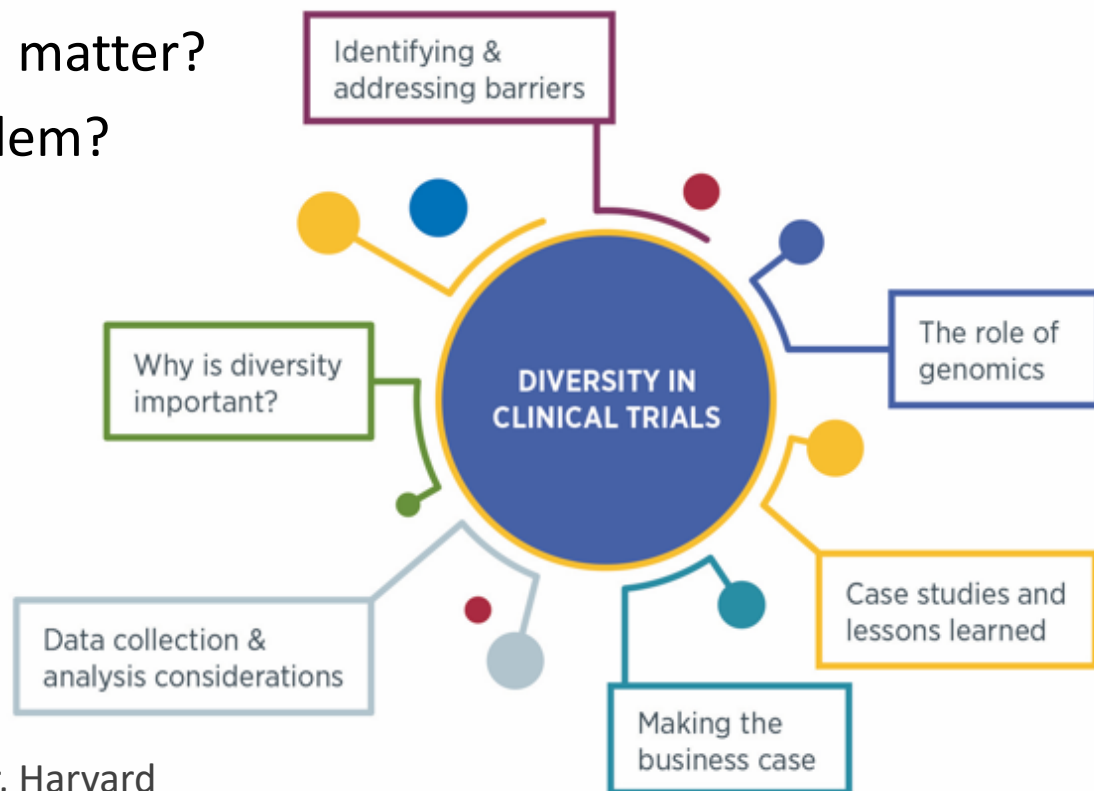 matter?
Identifying &
addressing barriers
Why is diversity
important?
DIVERSITY IN
CLINICAL TRIALS
The role of
genomics
Case studies and
lessons learned
Data collection &
analysis considerations
Making the
business case
Harvard